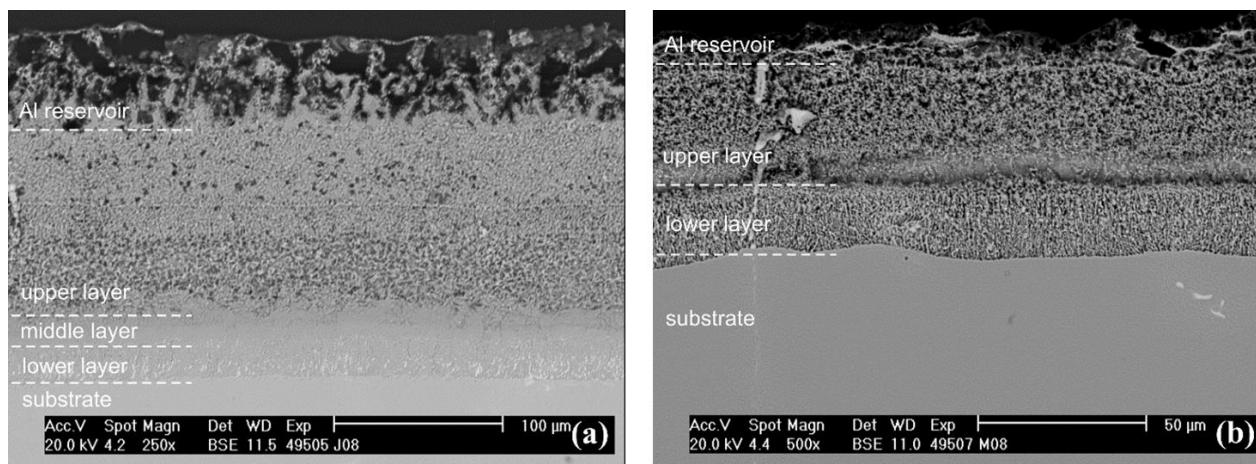 Al reservoir
upper layer
middle layer
lower layer
substrate
Acc.V Spot Magn Det WD Exp 100 µm (a)
20.0 kV 4.2 250x BSE 11.5 49505 J08
Al reservoir
upper layer
lower layer
substrate
Acc.V Spot Magn Det WD Exp 50 µm (b)
20.0 kV 4.4 500x BSE 11.0 49507 M08